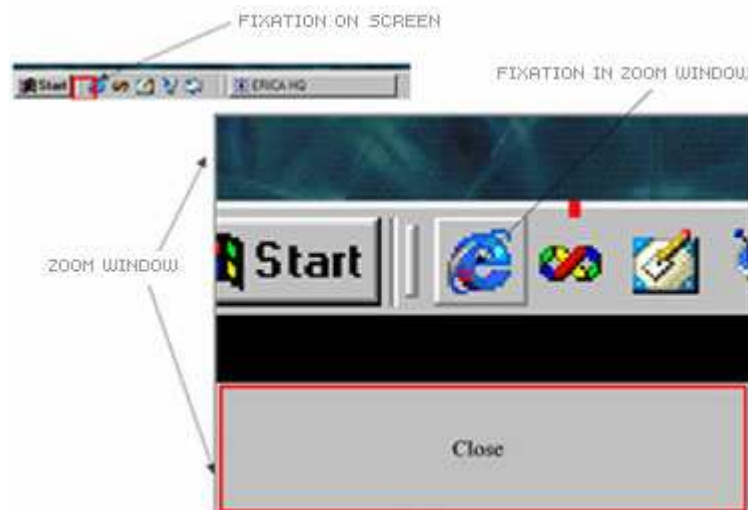 FIXATION ON SCREEN
Start
ERICA HQ
FIXATION IN ZOOM WINDOW
Start
ZOOM WINDOW
Close